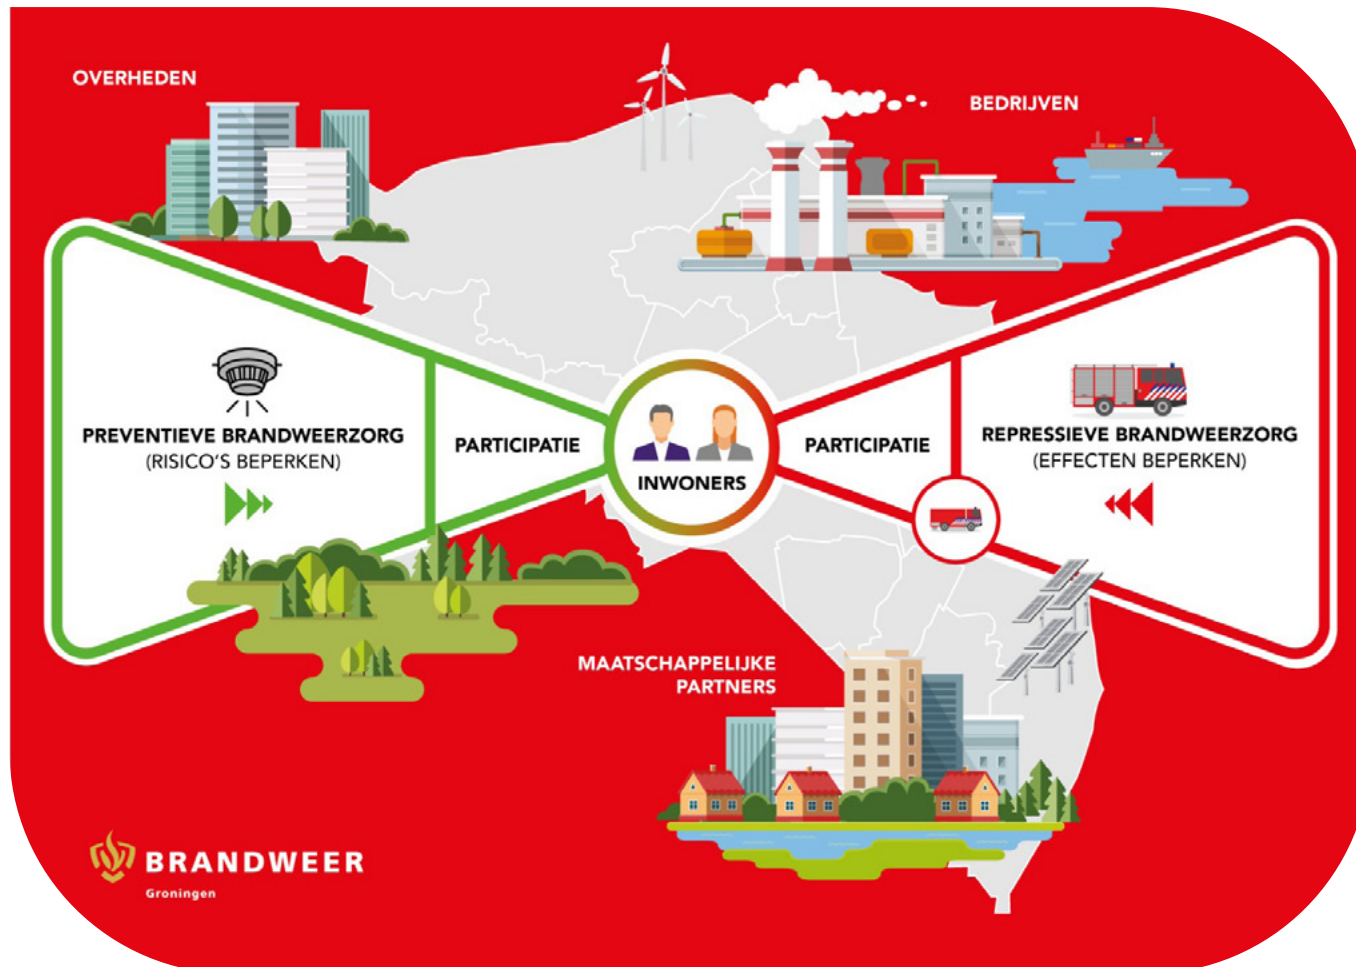 OVERHEDEN
BEDRIJVEN
PREVENTIEVE BRANDWEERZORG
(RISICO'S BEPERKEN)
PARTICIPATIE
INWONERS
PARTICIPATIE
REPRESSIEVE BRANDWEERZORG
(EFFECTEN BEPERKEN)
MAATSCHAPPELIJKE
PARTNERS
BRANDWEER
Groningen